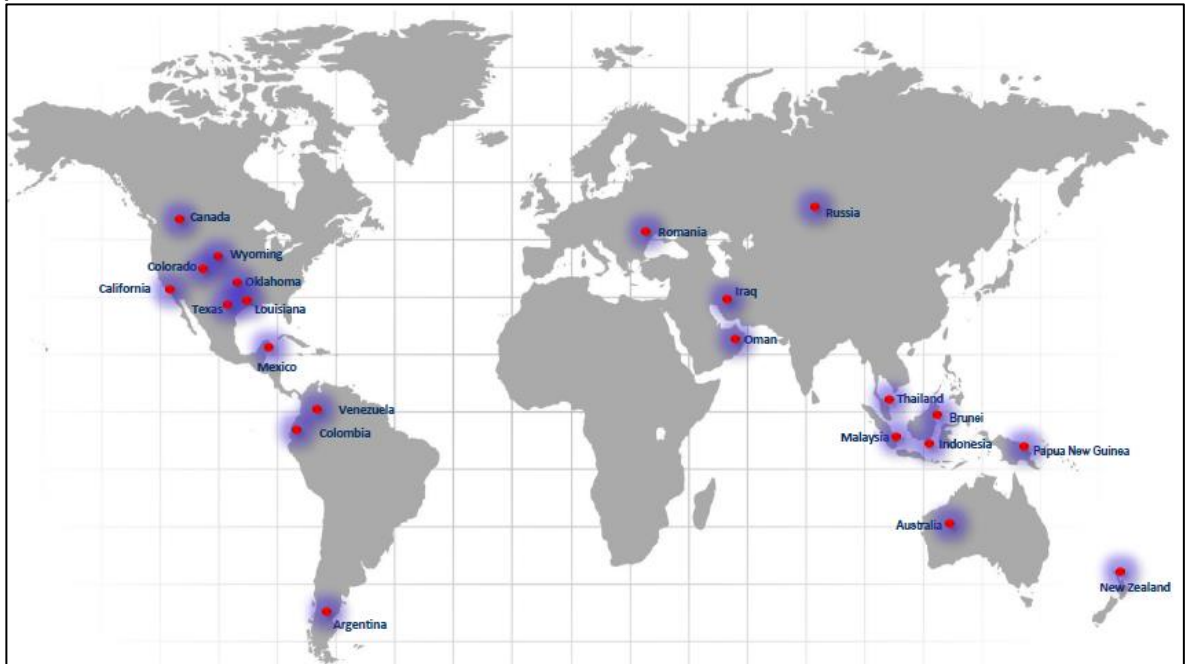 Canada
Russia
Romania
Wyoming
Colorado
Oklahoma
California
Iraq
Texas
Louisiana
Oman
Mexico
Thailand
Venezuela
Brunei
Colombia
Malaysia
Indonesia
Papua New Guinea
Australia
New Zealand
Argentina